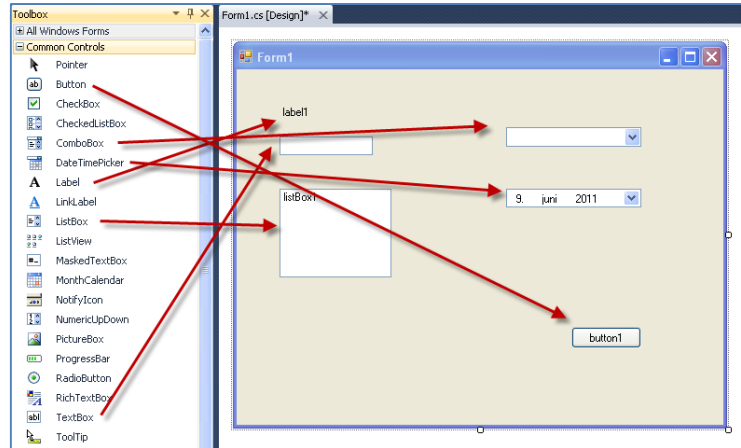 Toolbox
All Windows Forms
Common Controls
Pointer
Button
CheckBox
CheckedListBox
ComboBox
DateTimePicker
Label
LinkLabel
ListBox
ListView
MaskedTextBox
MonthCalendar
NotifyIcon
NumericUpDown
PictureBox
ProgressBar
RadioButton
RichTextBox
TextBox
ToolTip
Form1.cs [Design]*
Form1
label1
listBox1
9. juni 2011
button1